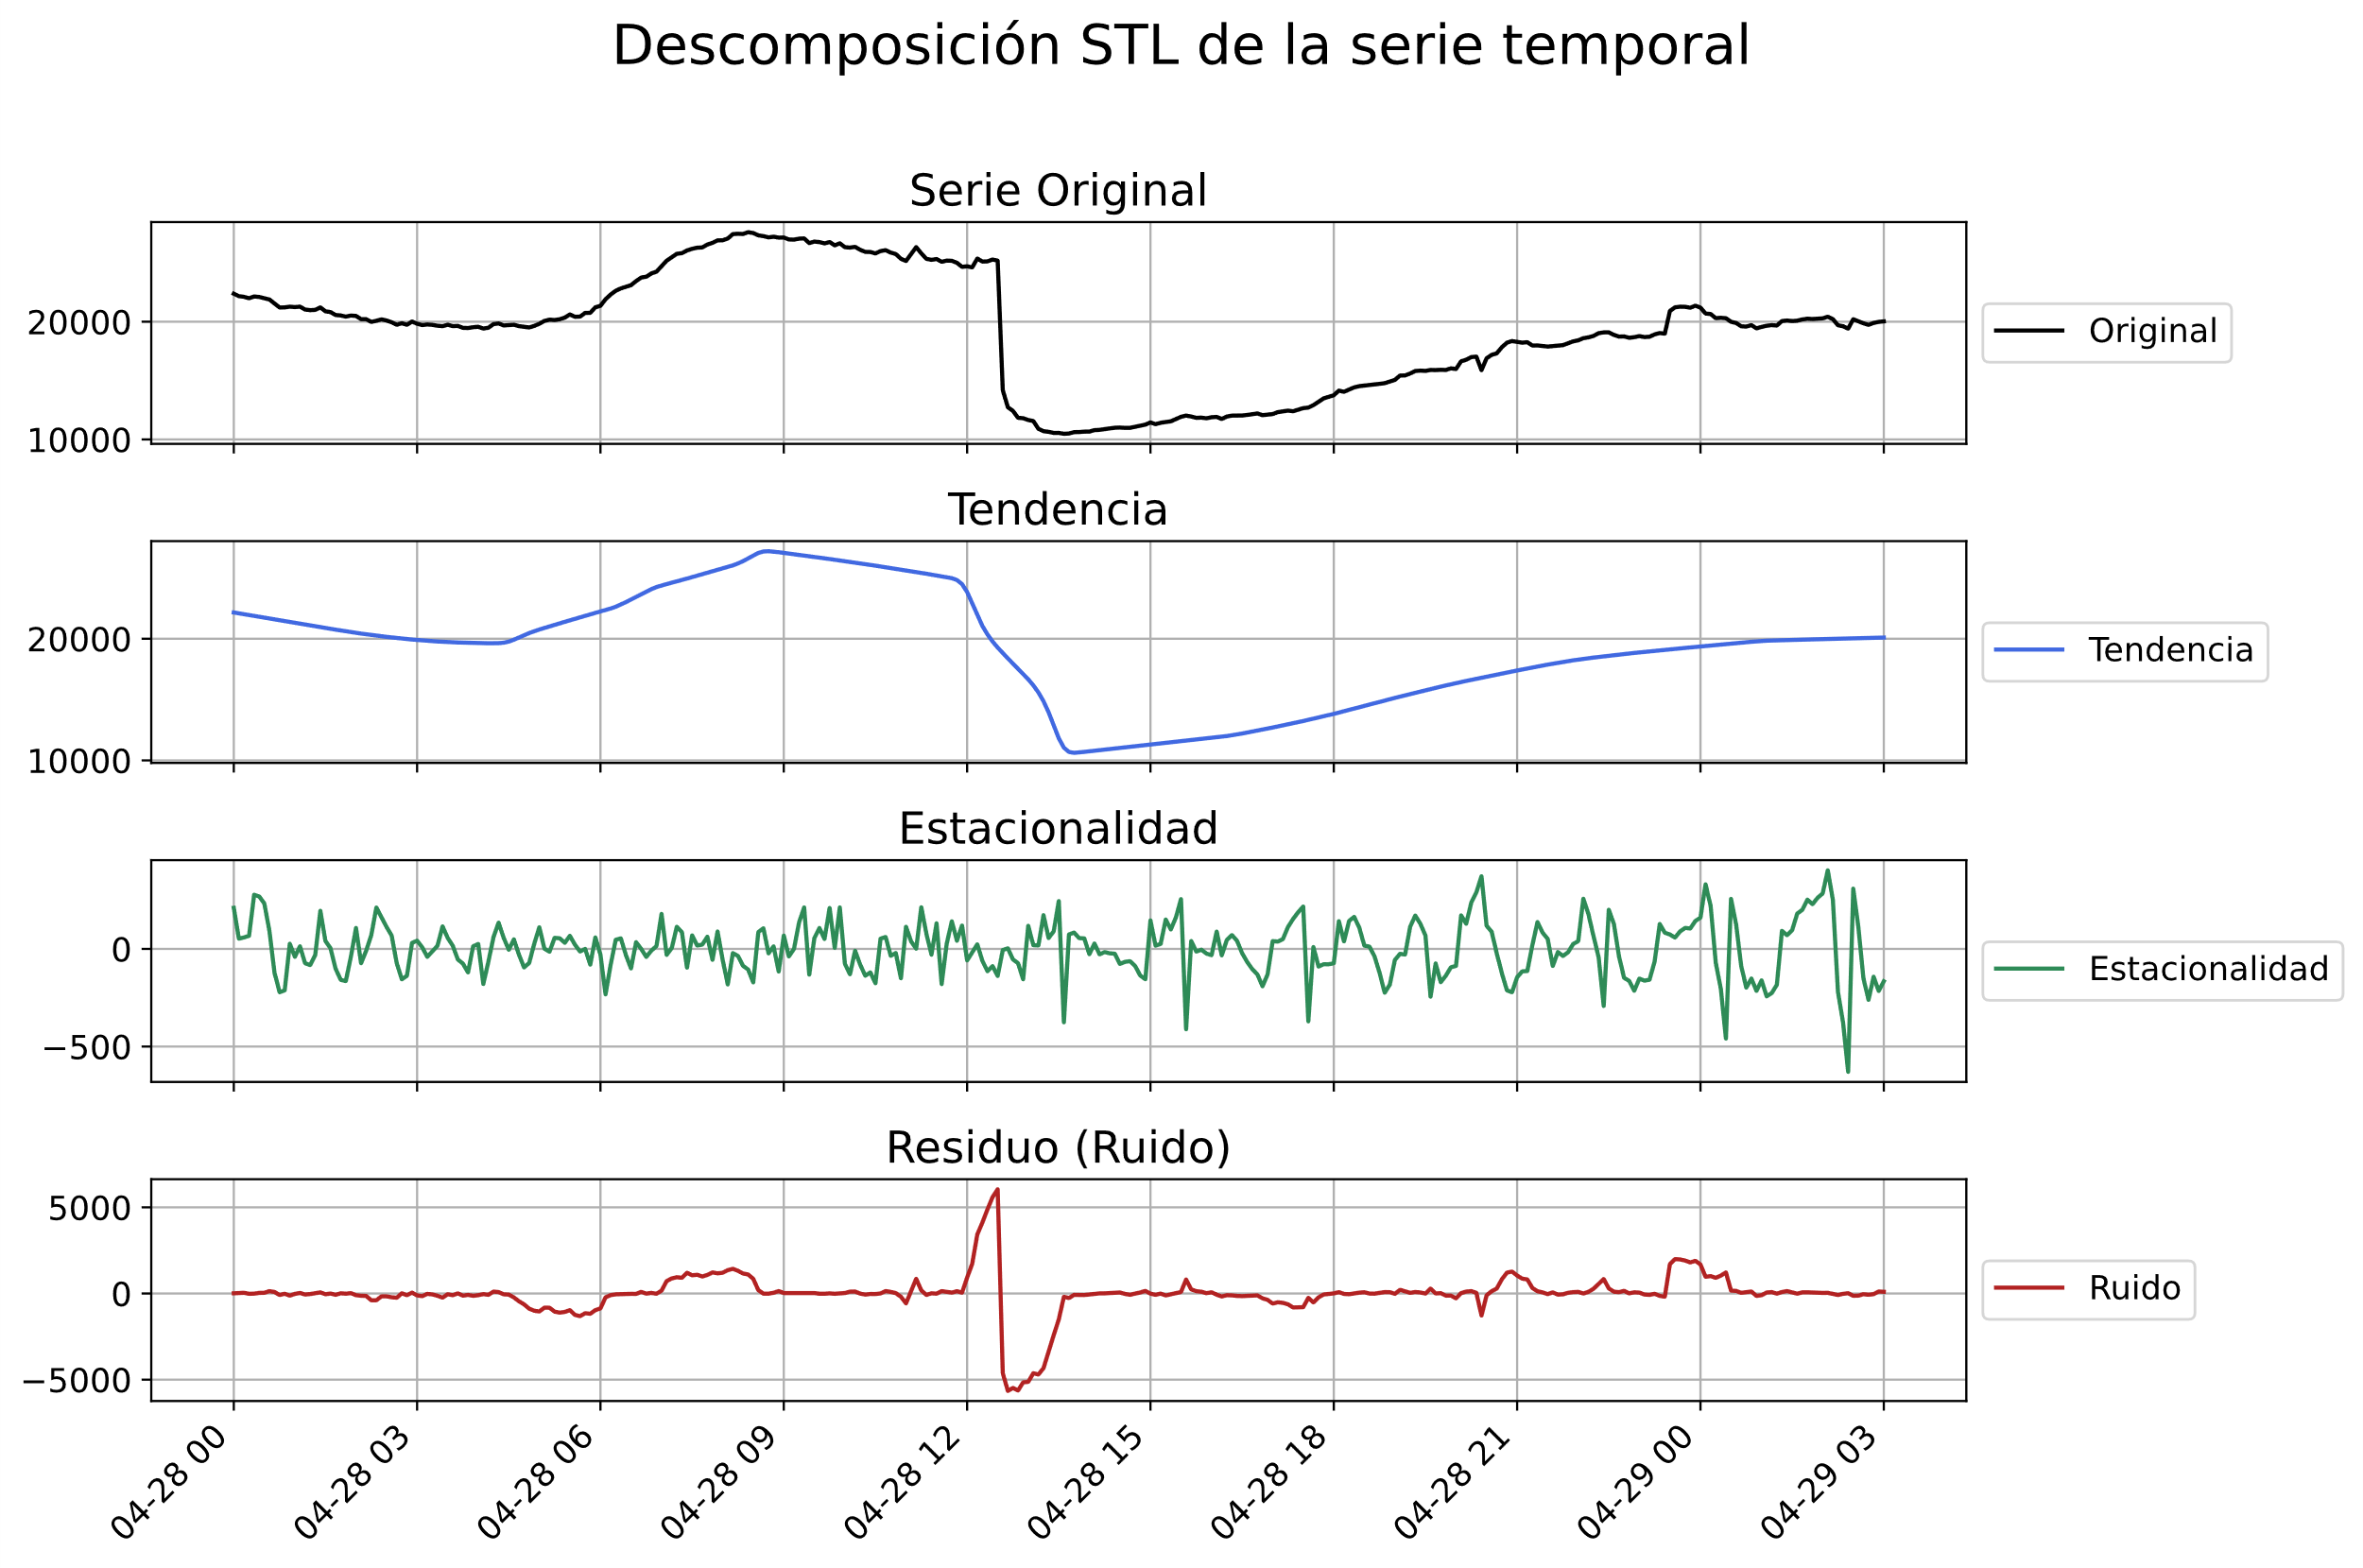 Descomposición STL de la serie temporal
Serie Original
20000
10000
Original
Tendencia
20000
10000
Tendencia
Estacionalidad
0
−500
Estacionalidad
Residuo (Ruido)
5000
0
−5000
Ruido
04-28 00
04-28 03
04-28 06
04-28 09
04-28 12
04-28 15
04-28 18
04-28 21
04-29 00
04-29 03